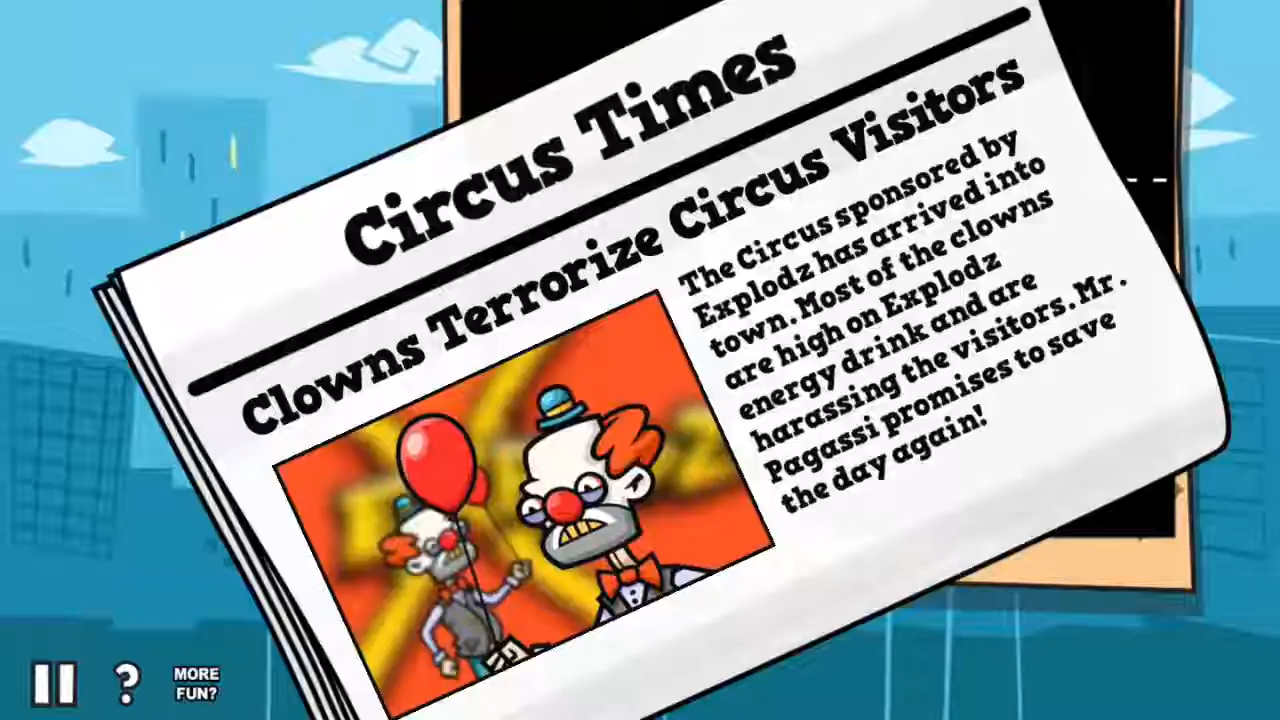 Circus Times
Clowns Terrorize Circus Visitors
The Circus sponsored by
Explodz has arrived into
town. Most of the clowns
are high on Explodz
energy drink and are
harassing the visitors. Mr.
Pagassi promises to save
the day again!
?
MORE
FUN?